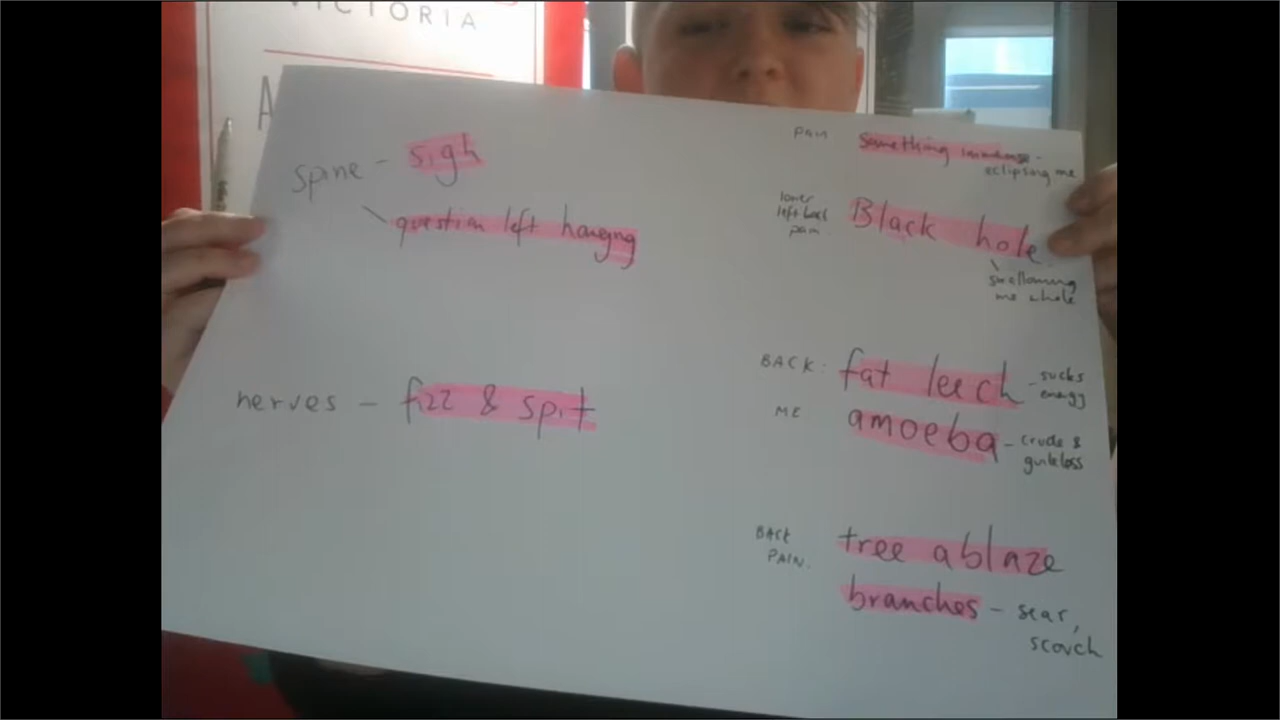 VICTORIA
A
spine - sigh
question left hanging
nerves - fizz & spit
PAIN something immense -
eclipsing me
lower
left back
pain.
Black hole
swallowing
me whole
BACK. fat leech - sucks
energy
ME amoeba - crude &
guileless
BACK
PAIN.
tree ablaze
branches - sear,
scorch